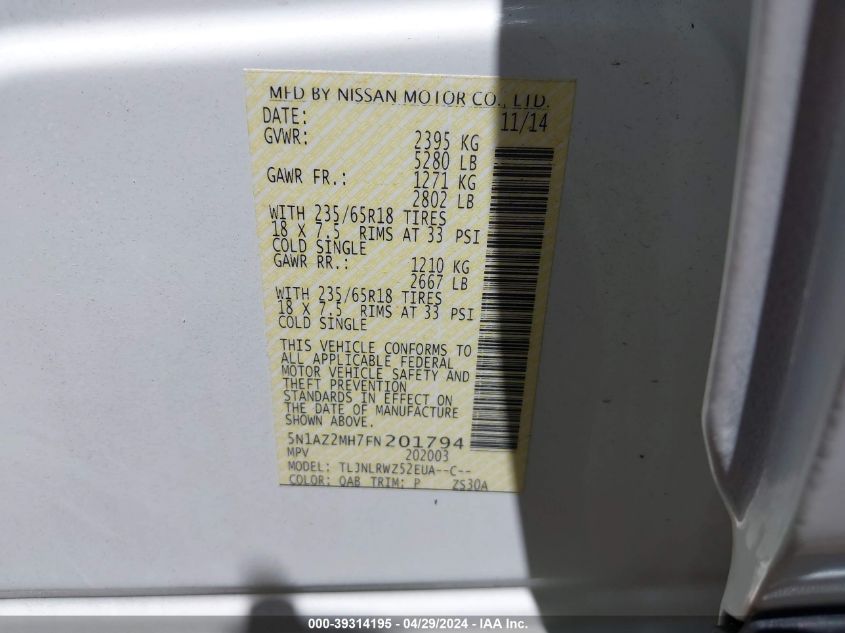 MFD BY NISSAN MOTOR CO., LTD.
DATE: 11/14
GVWR: 2395 KG
5280 LB
GAWR FR.: 1271 KG
2802 LB
WITH 235/65R18 TIRES
18 X 7.5 RIMS AT 33 PSI
COLD SINGLE
GAWR RR.: 1210 KG
2667 LB
WITH 235/65R18 TIRES
18 X 7.5 RIMS AT 33 PSI
COLD SINGLE
THIS VEHICLE CONFORMS TO
ALL APPLICABLE FEDERAL
MOTOR VEHICLE SAFETY AND
THEFT PREVENTION
STANDARDS IN EFFECT ON
THE DATE OF MANUFACTURE
SHOWN ABOVE.
5N1AZ2MH7FN201794
MPV 202003
MODEL: TLJNLRWZ52EUA--C--
COLOR: QAB TRIM: P ZS30A
000-39314195 - 04/29/2024 - IAA Inc.